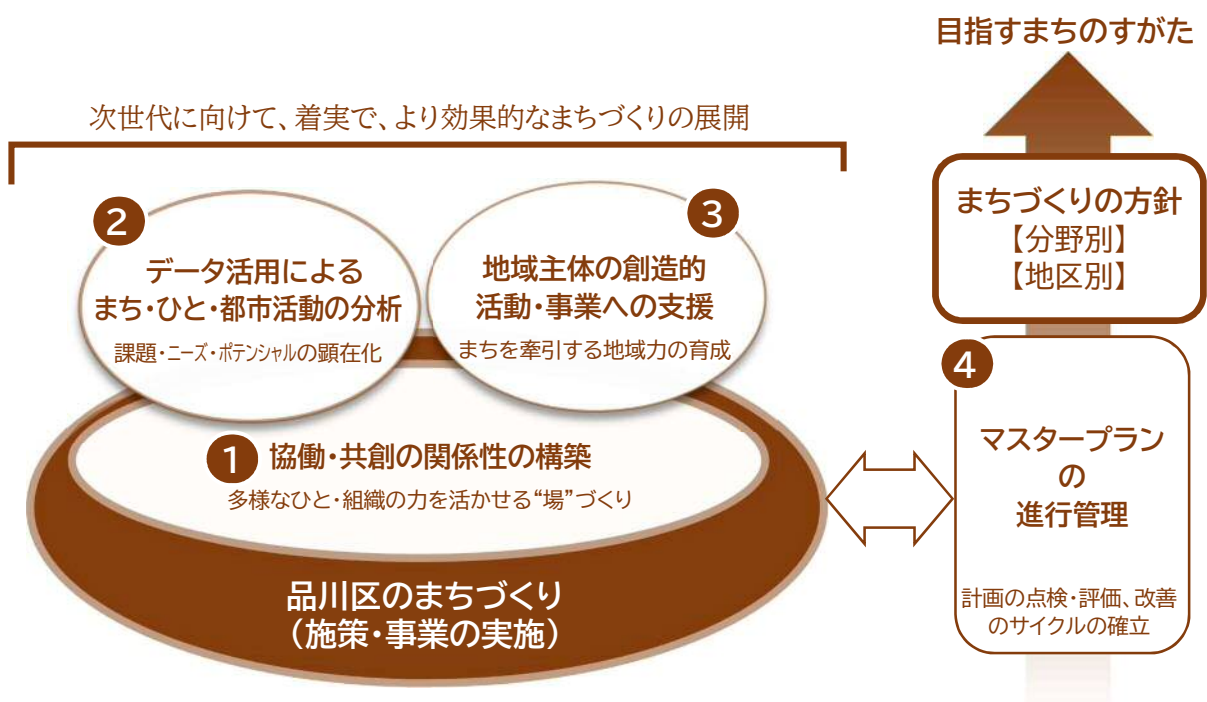 目指すまちのすがた
次世代に向けて、着実で、より効果的なまちづくりの展開
まちづくりの方針
【分野別】
【地区別】
2
データ活用による
まち・ひと・都市活動の分析
課題・ニーズ・ポテンシャルの顕在化
3
地域主体の創造的
活動・事業への支援
まちを牽引する地域力の育成
1 協働・共創の関係性の構築
多様なひと・組織の力を活かせる“場”づくり
品川区のまちづくり
（施策・事業の実施）
4
マスタープラン
の
進行管理
計画の点検・評価、改善
のサイクルの確立